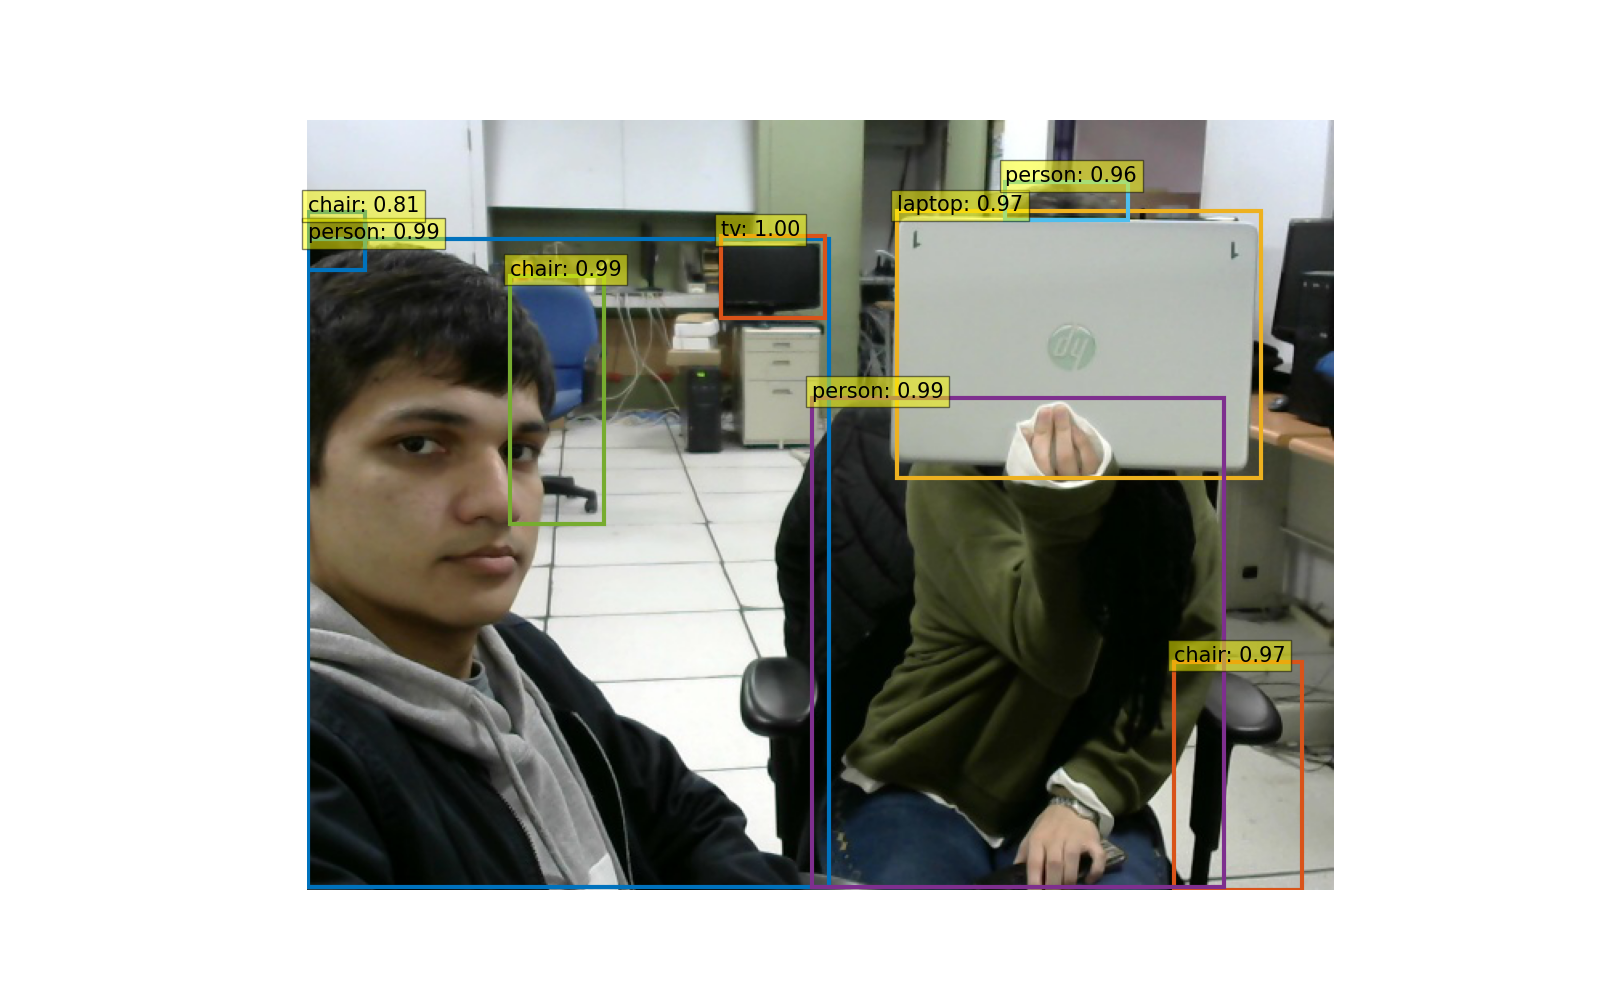 person: 0.96
chair: 0.81
laptop: 0.97
person: 0.99
tv: 1.00
chair: 0.99
hp
person: 0.99
chair: 0.97